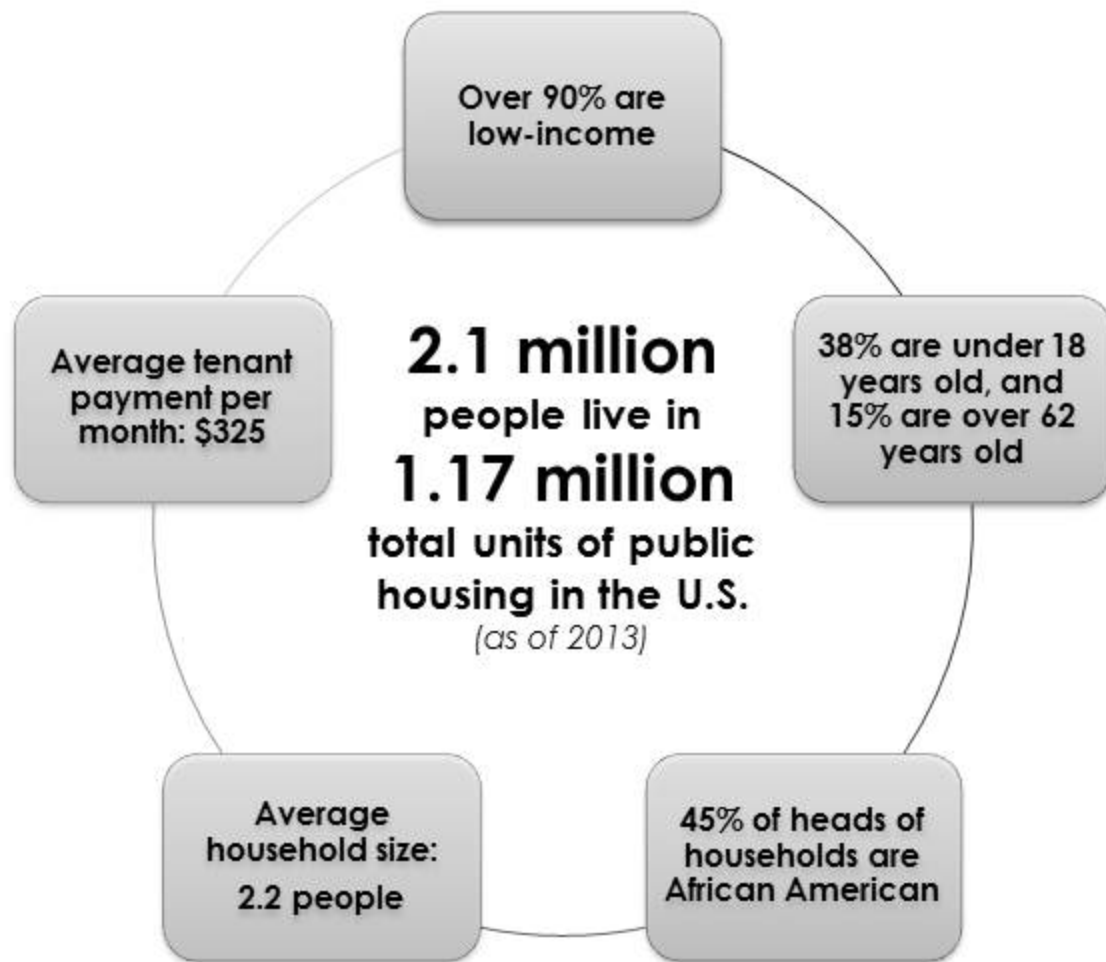 Over 90% are
low-income
38% are under 18
years old, and
15% are over 62
years old
45% of heads of
households are
African American
Average
household size:
2.2 people
Average tenant
payment per
month: $325
2.1 million
people live in
1.17 million
total units of public
housing in the U.S.
(as of 2013)